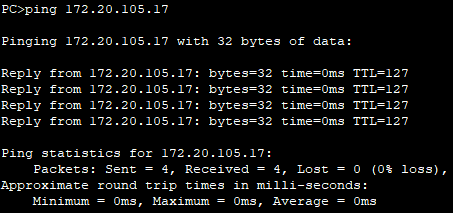 PC>ping 172.20.105.17
Pinging 172.20.105.17 with 32 bytes of data:
Reply from 172.20.105.17: bytes=32 time=0ms TTL=127
Reply from 172.20.105.17: bytes=32 time=0ms TTL=127
Reply from 172.20.105.17: bytes=32 time=0ms TTL=127
Reply from 172.20.105.17: bytes=32 time=0ms TTL=127
Ping statistics for 172.20.105.17:
    Packets: Sent = 4, Received = 4, Lost = 0 (0% loss),
Approximate round trip times in milli-seconds:
    Minimum = 0ms, Maximum = 0ms, Average = 0ms